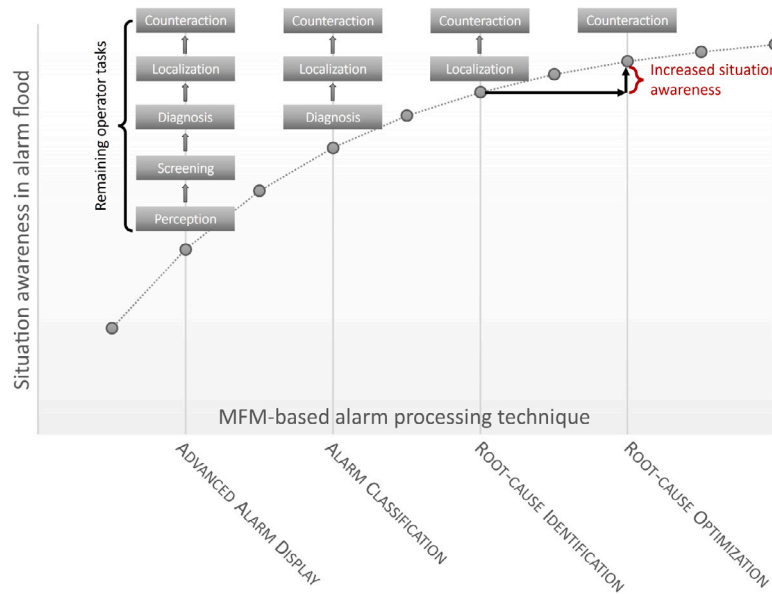 Situation awareness in alarm flood
Remaining operator tasks
Counteraction
Localization
Diagnosis
Screening
Perception
Counteraction
Localization
Diagnosis
Counteraction
Localization
Counteraction
Increased situation
awareness
MFM-based alarm processing technique
ADVANCED ALARM DISPLAY
ALARM CLASSIFICATION
ROOT-CAUSE IDENTIFICATION
ROOT-CAUSE OPTIMIZATION